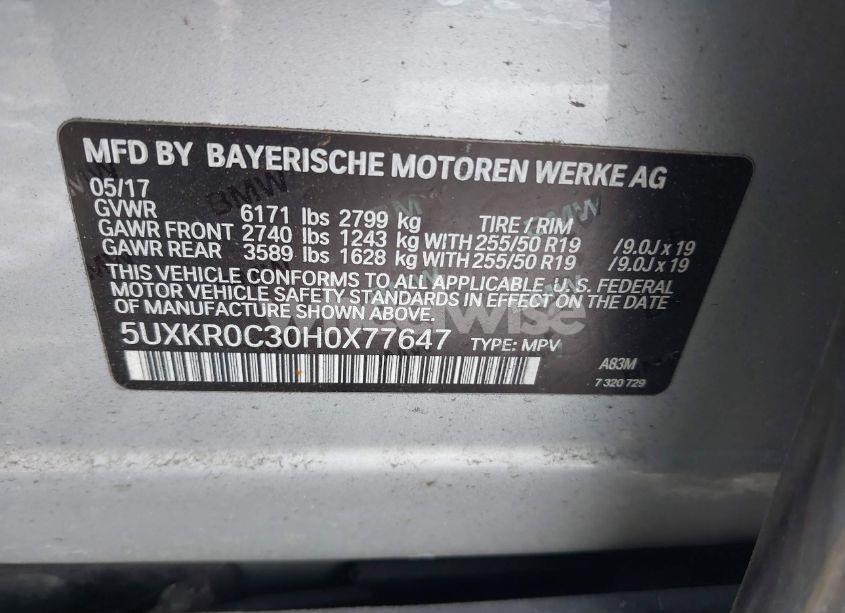 MFD BY BAYERISCHE MOTOREN WERKE AG
05/17
GVWR 6171 lbs 2799 kg TIRE / RIM
GAWR FRONT 2740 lbs 1243 kg WITH 255/50 R19 /9.0J x 19
GAWR REAR 3589 lbs 1628 kg WITH 255/50 R19 /9.0J x 19
THIS VEHICLE CONFORMS TO ALL APPLICABLE U.S. FEDERAL
MOTOR VEHICLE SAFETY STANDARDS IN EFFECT ON THE DATE
OF MANUFACTURE SHOWN ABOVE.
5UXKR0C30H0X77647 TYPE: MPV
A83M
7 320 729
BMW